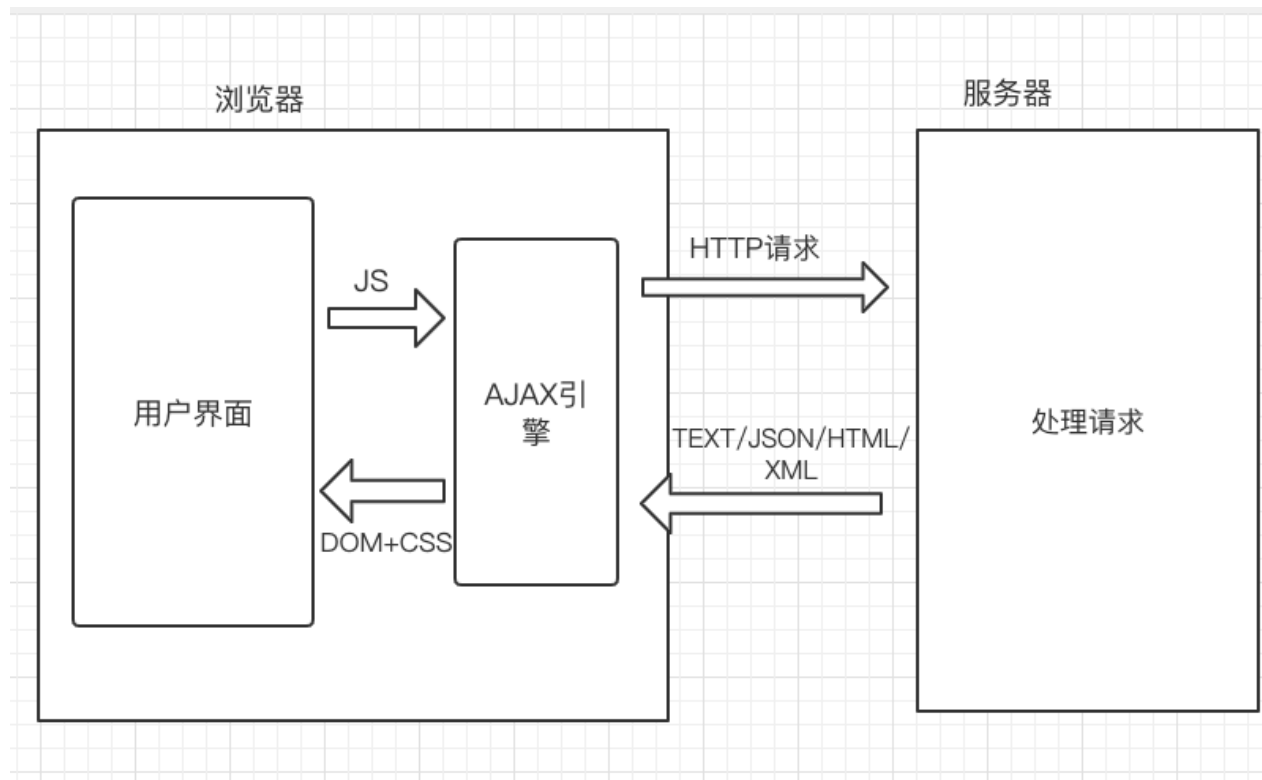 浏览器
服务器
HTTP请求
JS
用户界面
AJAX引
擎
处理请求
TEXT/JSON/HTML/
XML
DOM+CSS